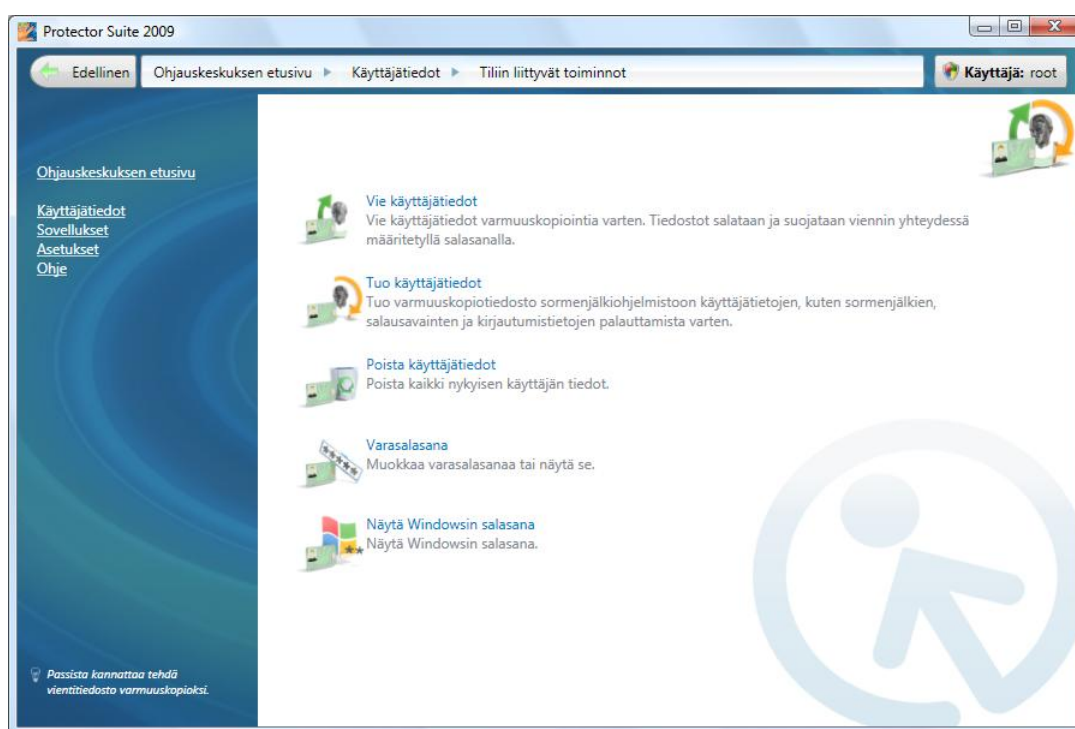 Protector Suite 2009
Edellinen
Ohjauskeskuksen etusivu
Käyttäjätiedot
Tiliin liittyvät toiminnot
Käyttäjä: root
Ohjauskeskuksen etusivu
Käyttäjätiedot
Sovellukset
Asetukset
Ohje
Vie käyttäjätiedot
Vie käyttäjätiedot varmuuskopiointia varten. Tiedostot salataan ja suojataan viennin yhteydessä
määritetyllä salasanalla.
Tuo käyttäjätiedot
Tuo varmuuskopiotiedosto sormenjälkiohjelmistoon käyttäjätietojen, kuten sormenjälkien,
salausavainten ja kirjautumistietojen palauttamista varten.
Poista käyttäjätiedot
Poista kaikki nykyisen käyttäjän tiedot.
Varasalasana
Muokkaa varasalasanaa tai näytä se.
Näytä Windowsin salasana
Näytä Windowsin salasana.
Passista kannattaa tehdä
vientitiedosto varmuuskopioksi.